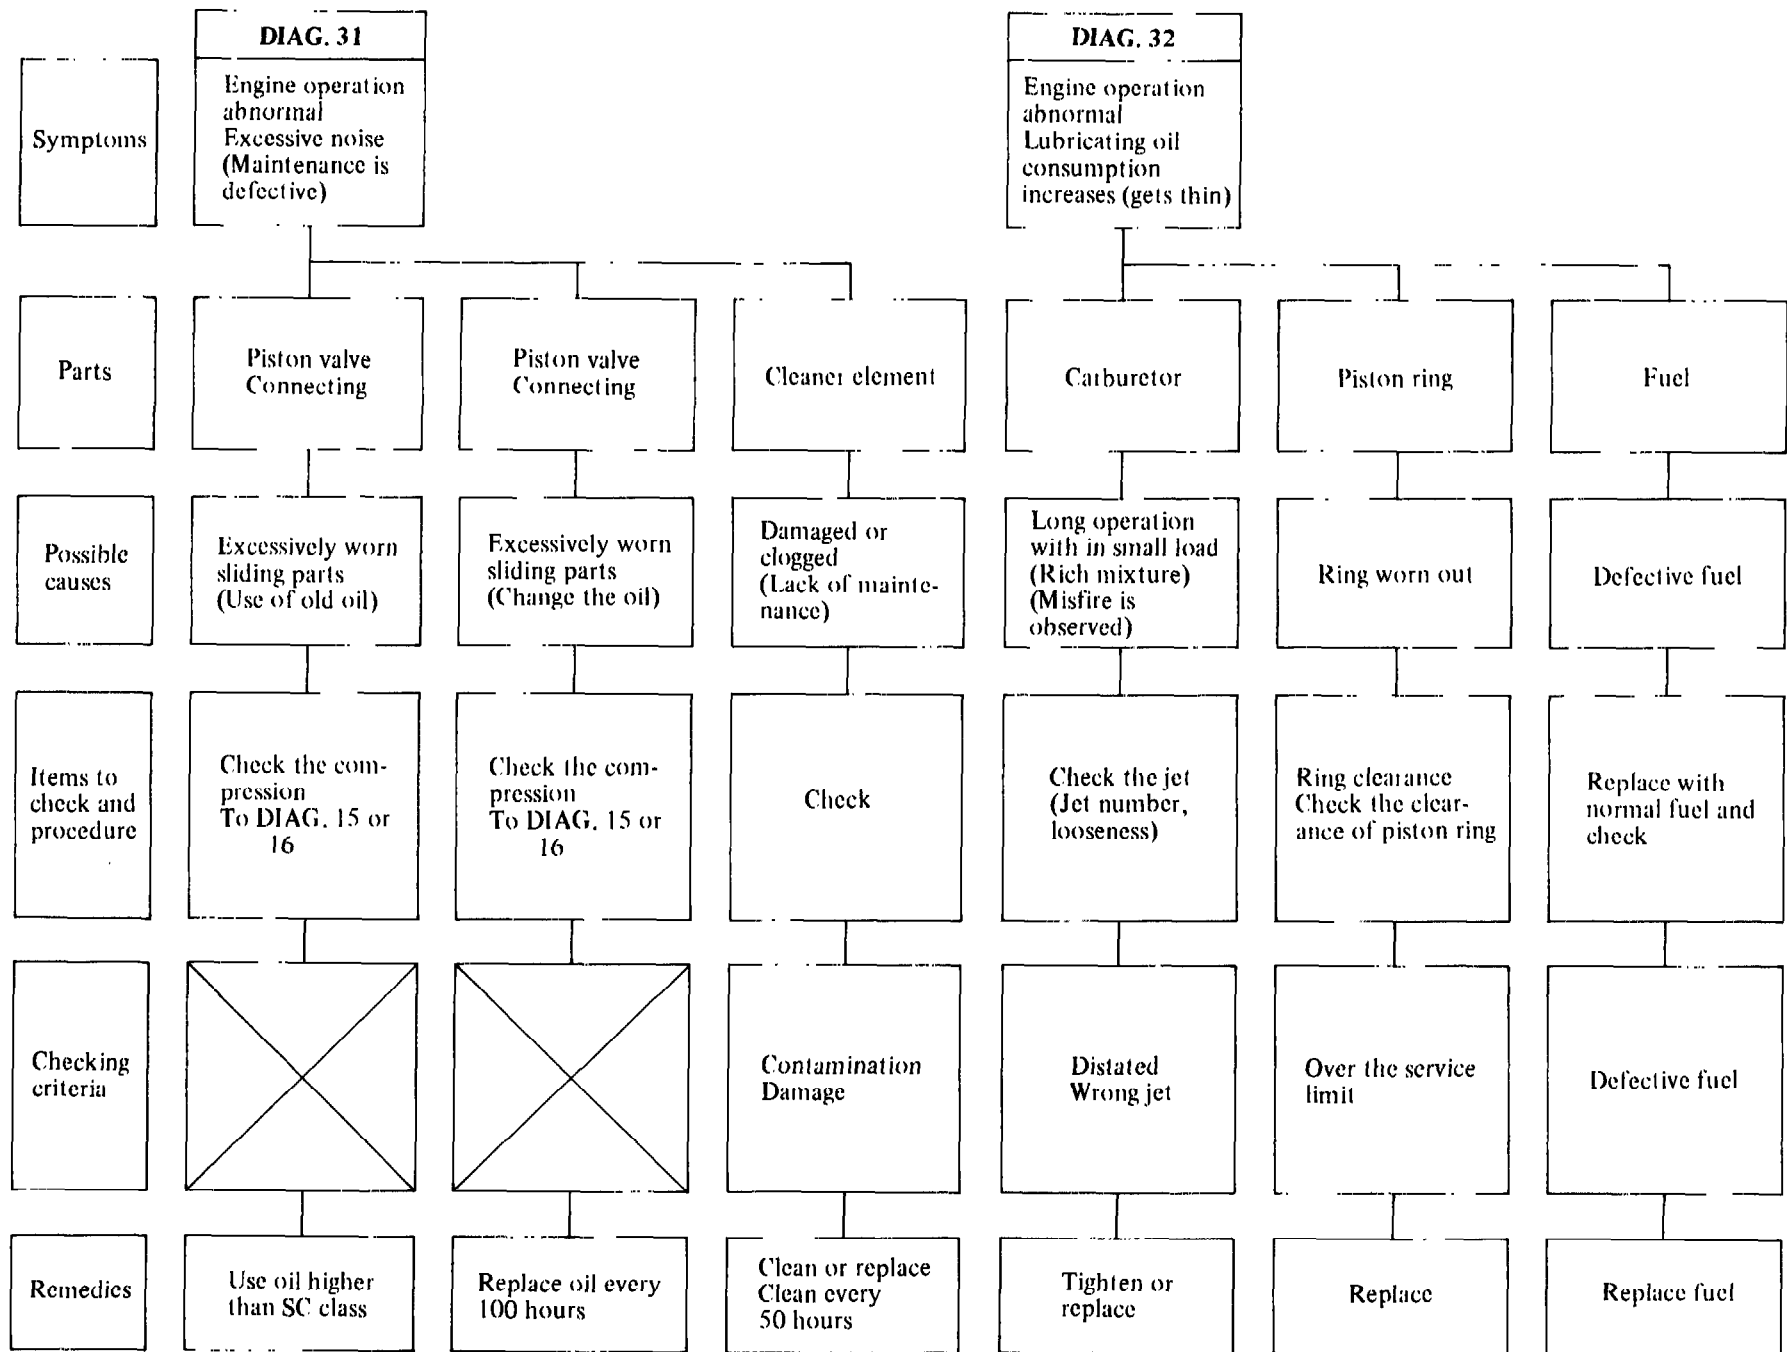 DIAG. 31
DIAG. 32
Symptoms
Engine operation
abnormal
Excessive noise
(Maintenance is
defective)
Engine operation
abnormal
Lubricating oil
consumption
increases (gets thin)
Parts
Piston valve
Connecting
Piston valve
Connecting
Cleaner element
Carburetor
Piston ring
Fuel
Possible
causes
Excessively worn
sliding parts
(Use of old oil)
Excessively worn
sliding parts
(Change the oil)
Damaged or
clogged
(Lack of mainte-
nance)
Long operation
with in small load
(Rich mixture)
(Misfire is
observed)
Ring worn out
Defective fuel
Items to
check and
procedure
Check the com-
pression
To DIAG. 15 or
16
Check the com-
pression
To DIAG. 15 or
16
Check
Check the jet
(Jet number,
looseness)
Ring clearance
Check the clear-
ance of piston ring
Replace with
normal fuel and
check
Checking
criteria
Contamination
Damage
Distated
Wrong jet
Over the service
limit
Defective fuel
Remedies
Use oil higher
than SC class
Replace oil every
100 hours
Clean or replace
Clean every
50 hours
Tighten or
replace
Replace
Replace fuel